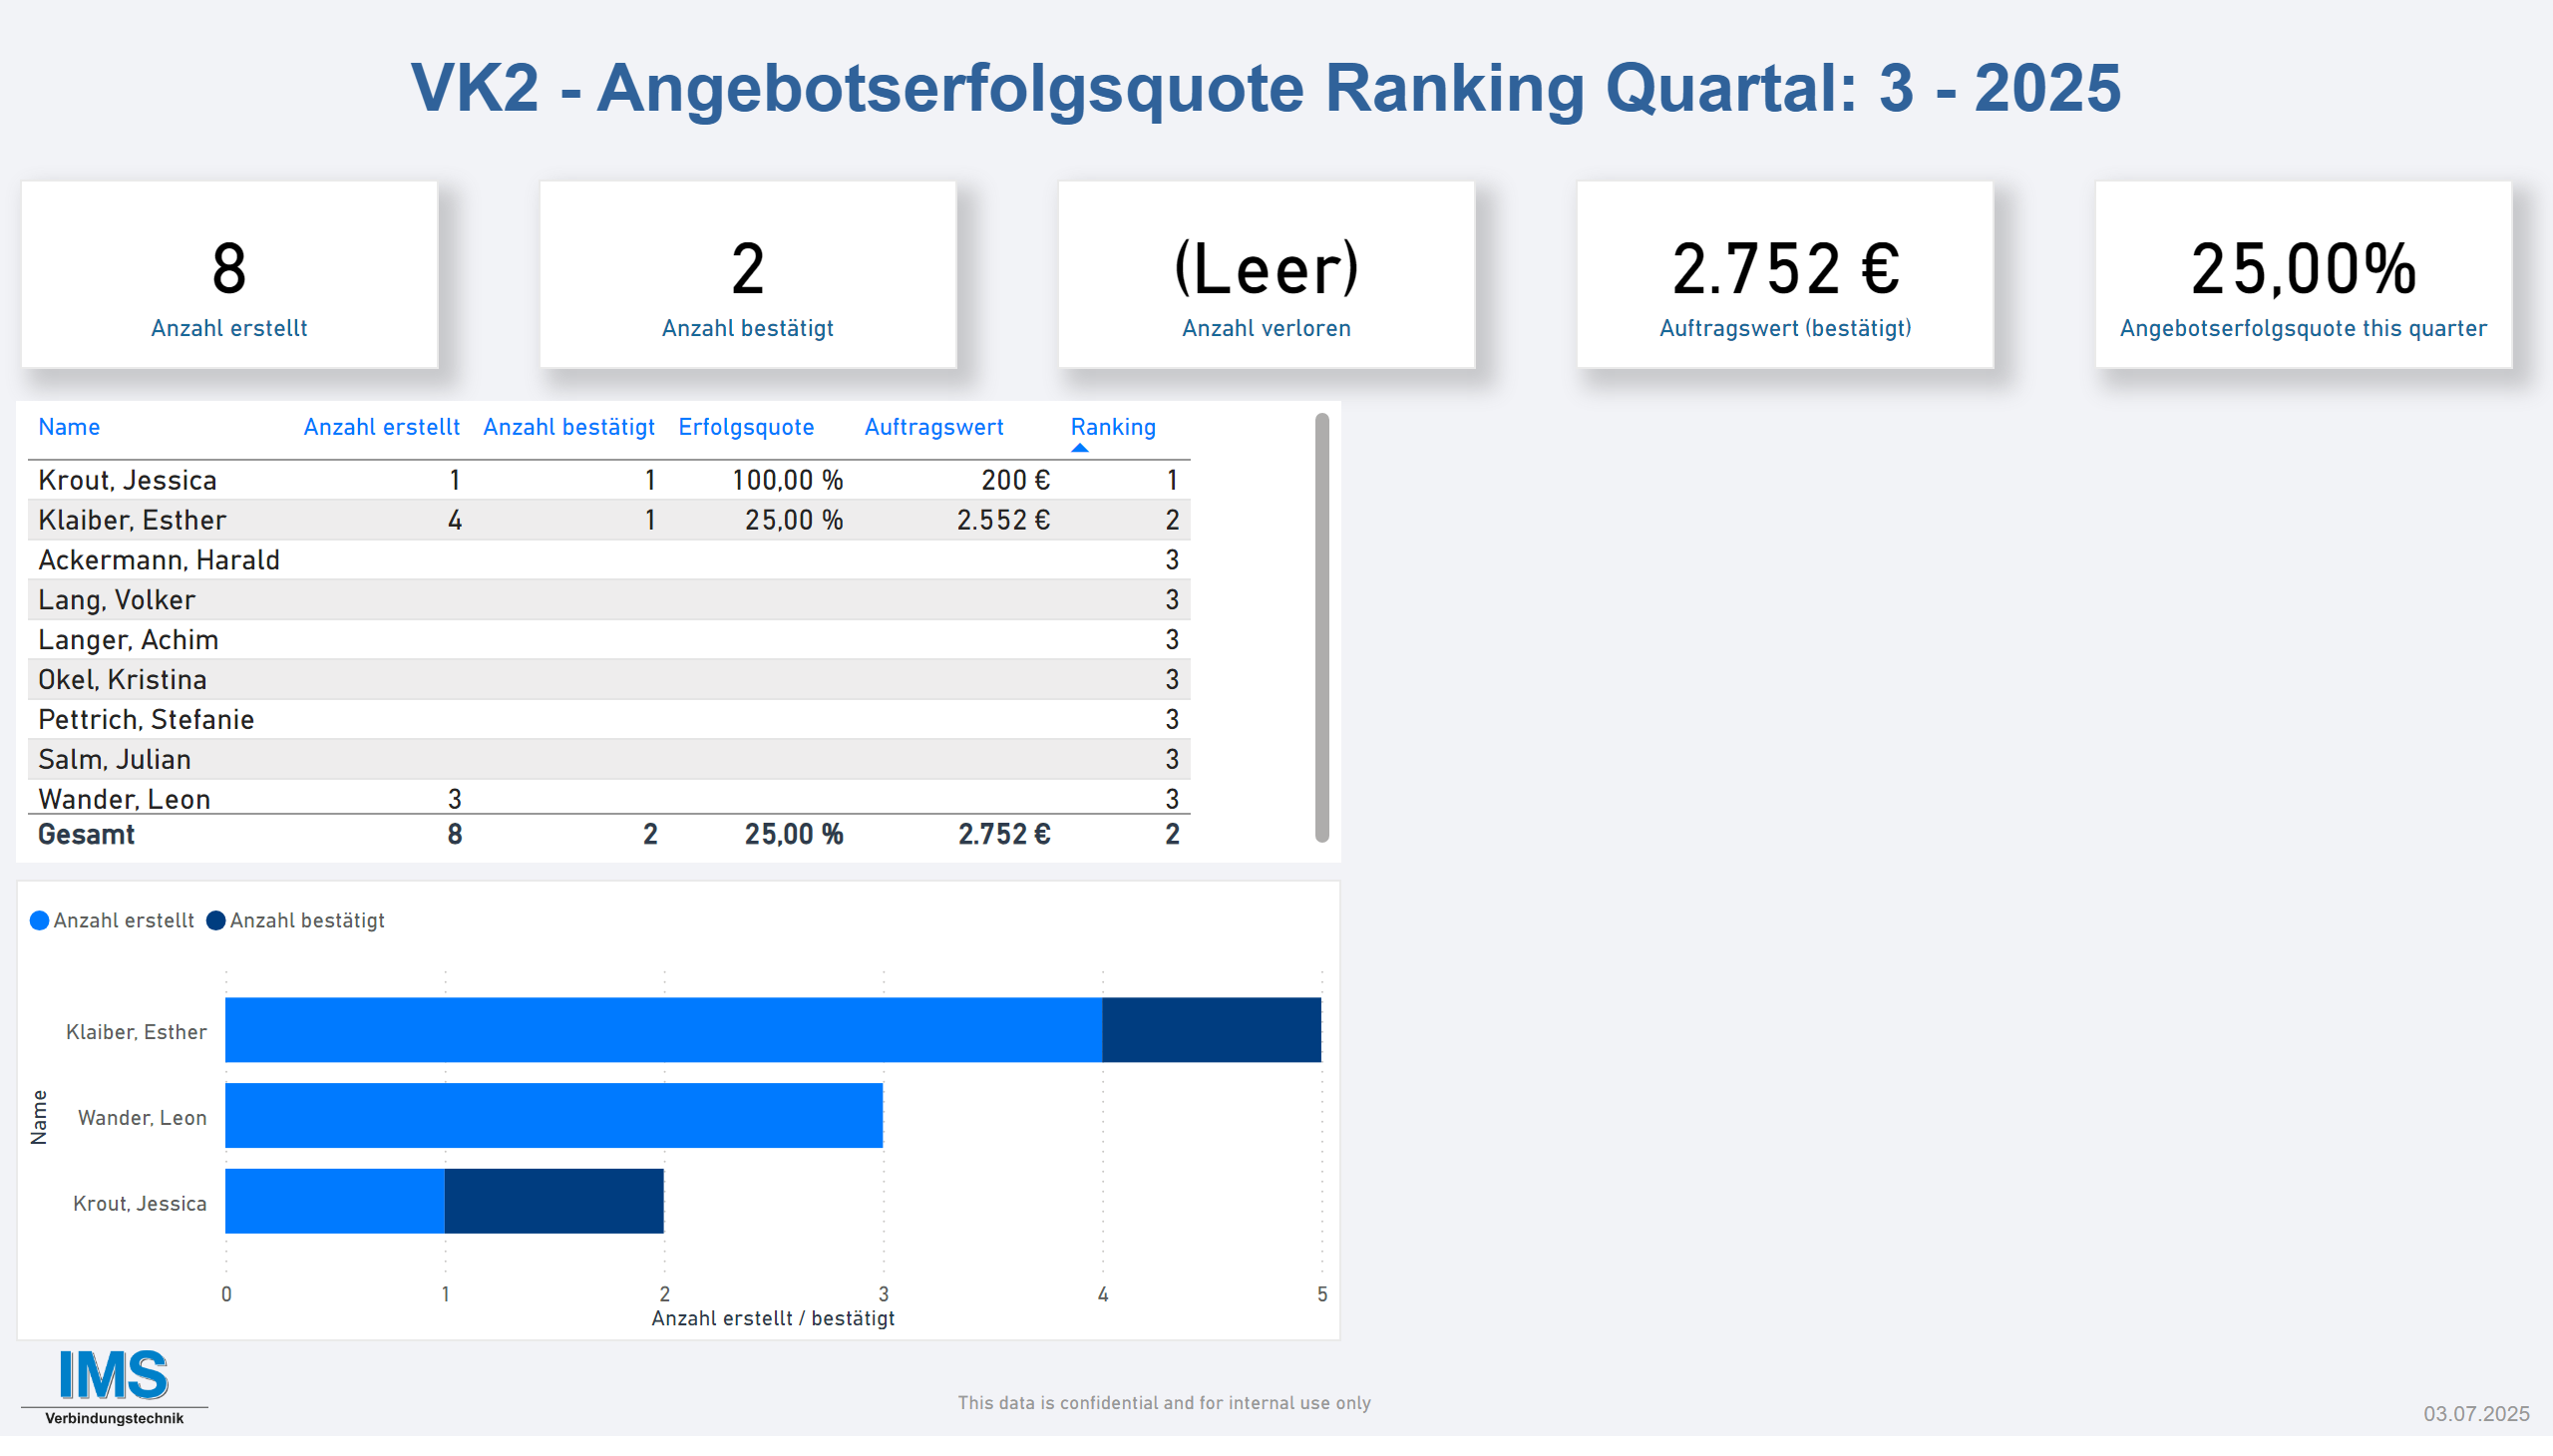 VK2 - Angebotserfolgsquote Ranking Quartal: 3 - 2025
8
Anzahl erstellt
2
Anzahl bestätigt
(Leer)
Anzahl verloren
2.752 €
Auftragswert (bestätigt)
25,00%
Angebotserfolgsquote this quarter
Name Anzahl erstellt Anzahl bestätigt Erfolgsquote Auftragswert Ranking
Krout, Jessica 1 1 100,00 % 200 € 1
Klaiber, Esther 4 1 25,00 % 2.552 € 2
Ackermann, Harald 3
Lang, Volker 3
Langer, Achim 3
Okel, Kristina 3
Pettrich, Stefanie 3
Salm, Julian 3
Wander, Leon 3 3
Gesamt 8 2 25,00 % 2.752 € 2
Anzahl erstellt Anzahl bestätigt
Name
Klaiber, Esther
Wander, Leon
Krout, Jessica
0 1 2 3 4 5
Anzahl erstellt / bestätigt
IMS
Verbindungstechnik
This data is confidential and for internal use only
03.07.2025